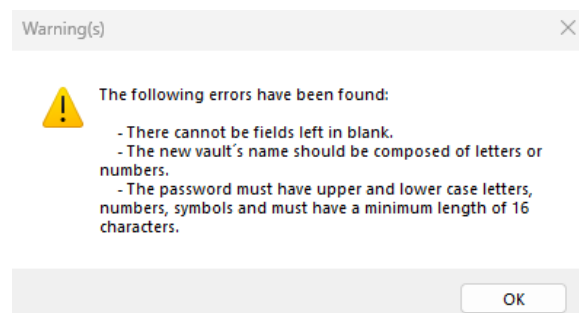 Warning(s)
The following errors have been found:
- There cannot be fields left in blank.
- The new vault´s name should be composed of letters or
numbers.
- The password must have upper and lower case letters,
numbers, symbols and must have a minimum length of 16
characters.
OK